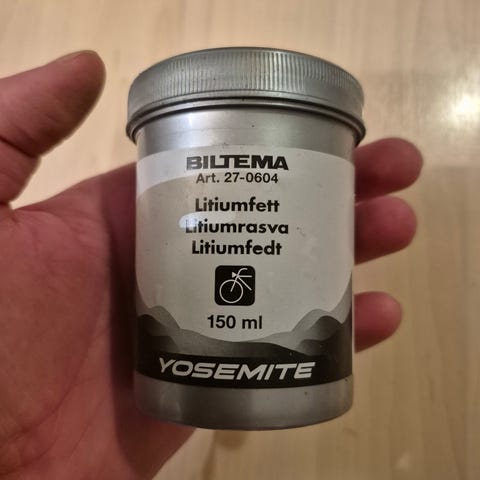 BILTEMA
Art. 27-0604
Litiumfett
Litiumrasva
Litiumfedt
150 ml
YOSEMITE